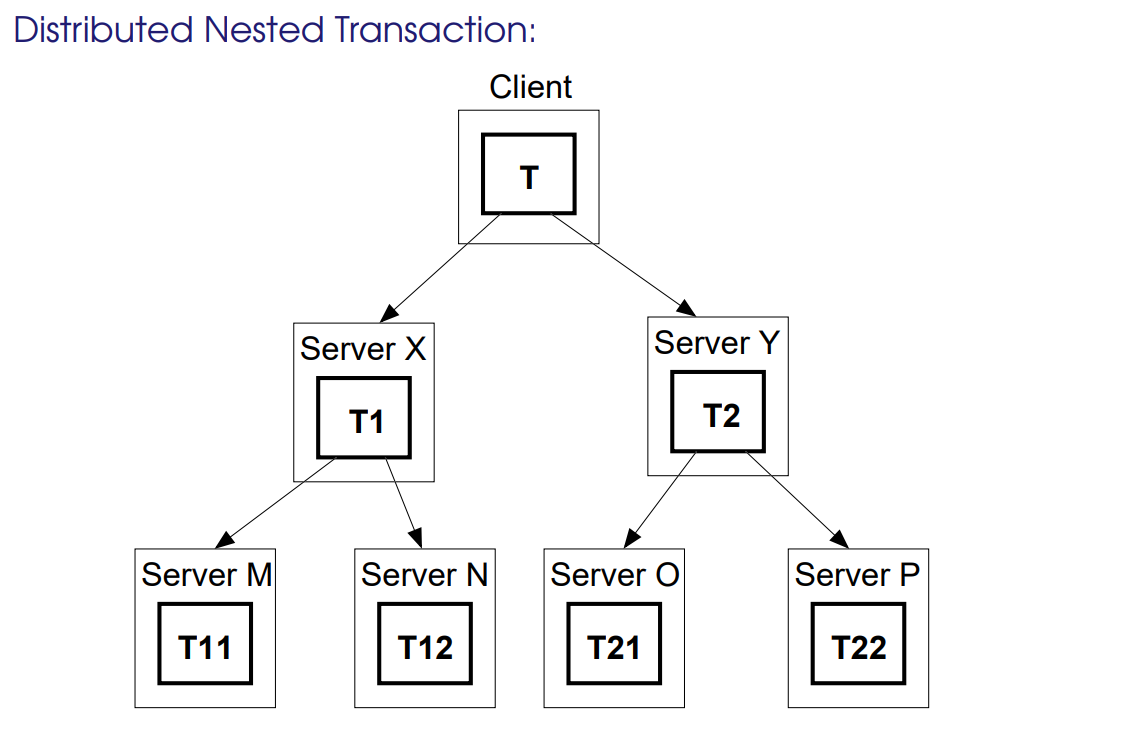 Distributed Nested Transaction:
Client
T
Server X
Server Y
T1
T2
Server M
Server N
Server O
Server P
T11
T12
T21
T22